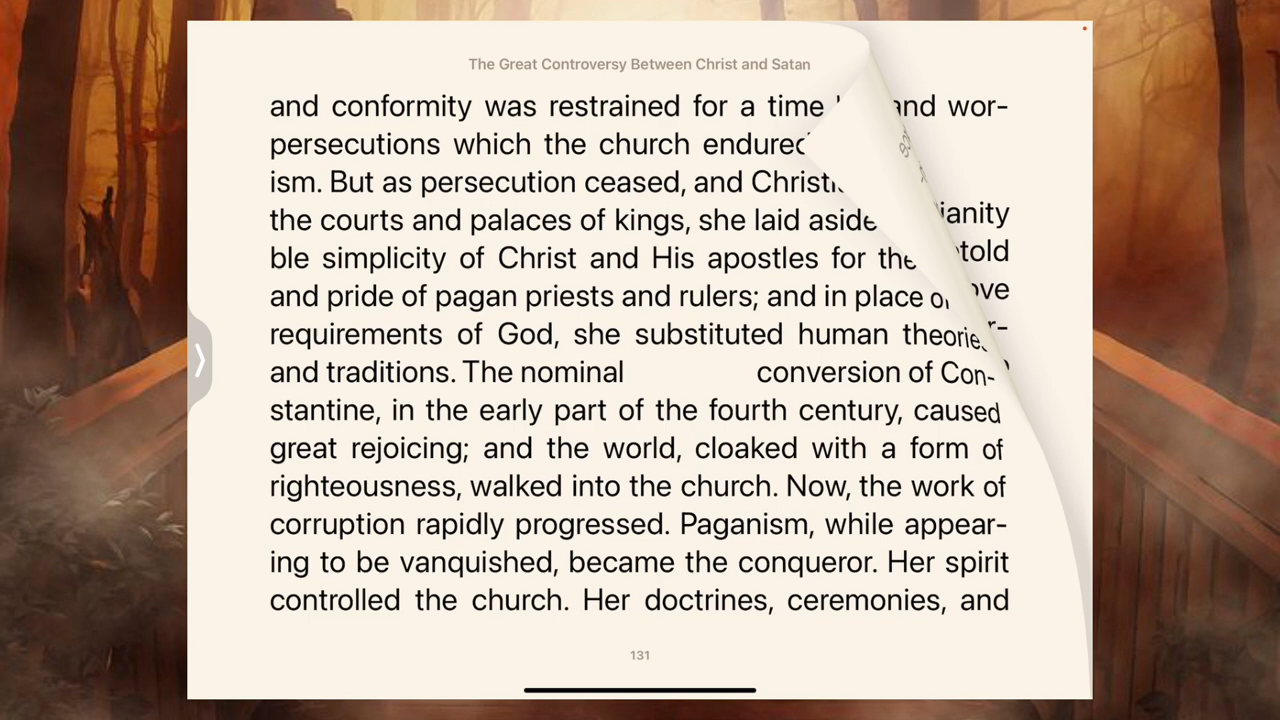 The Great Controversy Between Christ and Satan
and conformity was restrained for a time and wor-
persecutions which the church endured
ism. But as persecution ceased, and
the courts and palaces of kings, she laid aside
ble simplicity of Christ and His apostles for the told
and pride of pagan priests and rulers; and in place
requirements of God, she substituted human theories
and traditions. The nominal conversion of Con-
stantine, in the early part of the fourth century, caused
great rejoicing; and the world, cloaked with a form of
righteousness, walked into the church. Now, the work of
corruption rapidly progressed. Paganism, while appear-
ing to be vanquished, became the conqueror. Her spirit
controlled the church. Her doctrines, ceremonies, and
131